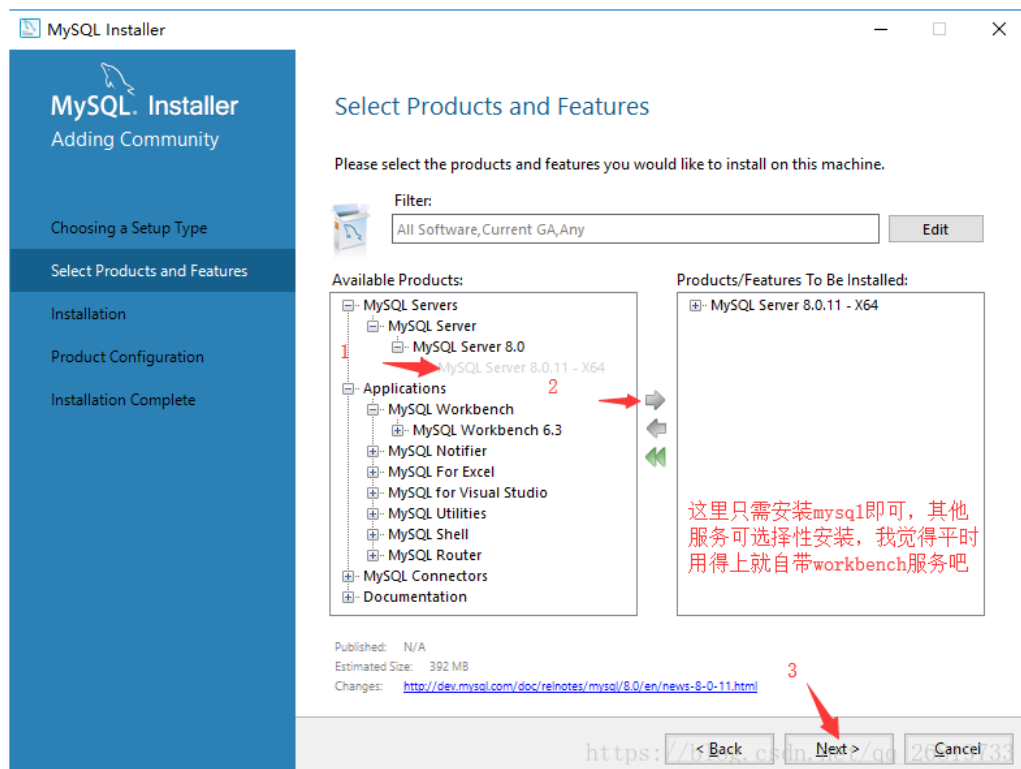 MySQL Installer
MySQL. Installer
Adding Community
Choosing a Setup Type
Select Products and Features
Installation
Product Configuration
Installation Complete
Select Products and Features
Please select the products and features you would like to install on this machine.
Filter:
All Software,Current GA,Any
Edit
Available Products:
MySQL Servers
MySQL Server
MySQL Server 8.0
1
MySQL Server 8.0.11 - X64
Applications
2
MySQL Workbench
MySQL Workbench 6.3
MySQL Notifier
MySQL For Excel
MySQL for Visual Studio
MySQL Utilities
MySQL Shell
MySQL Router
MySQL Connectors
Documentation
Products/Features To Be Installed:
MySQL Server 8.0.11 - X64
这里只需安装mysql即可，其他
服务可选择性安装，我觉得平时
用得上就自带workbench服务吧
Published: N/A
Estimated Size: 392 MB
Changes: http://dev.mysql.com/doc/relnotes/mysql/8.0/en/news-8-0-11.html
3
< Back
Next >
Cancel